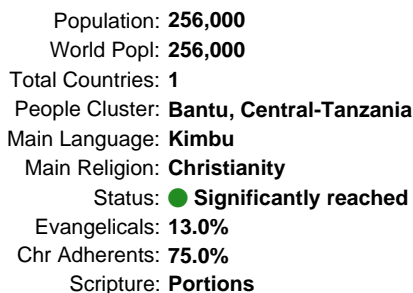 Population: 256,000
World Popl: 256,000
Total Countries: 1
People Cluster: Bantu, Central-Tanzania
Main Language: Kimbu
Main Religion: Christianity
Status: Significantly reached
Evangelicals: 13.0%
Chr Adherents: 75.0%
Scripture: Portions